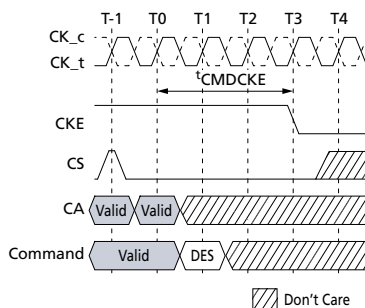 T-1 T0 T1 T2 T3 T4
CK_c
CK_t
tCMDCKE
CKE
CS
CA Valid Valid
Command Valid DES
Don't Care